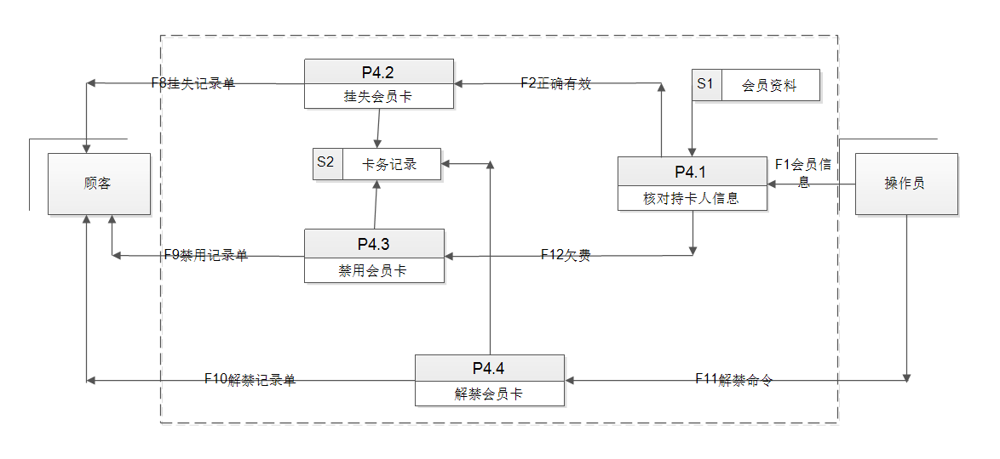 P4.2
挂失会员卡
F8挂失记录单
F2正确有效
S1
会员资料
S2
卡务记录
P4.1
核对持卡人信息
F1会员信
息
顾客
操作员
P4.3
禁用会员卡
F9禁用记录单
F12欠费
P4.4
解禁会员卡
F10解禁记录单
F11解禁命令